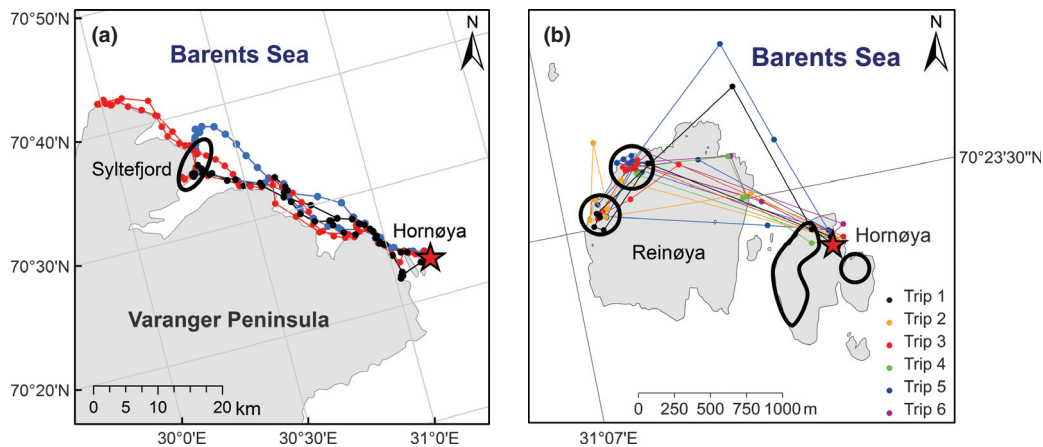 70°50'N
70°40'N
70°30'N
70°20'N
(a)
Barents Sea
N
Syltefjord
Hornøya
Varanger Peninsula
0 5 10 15 20
km
30°0'E
30°30'E
31°0'E
(b)
Barents Sea
N
70°23'30"N
Reinøya
Hornøya
Trip 1
Trip 2
Trip 3
Trip 4
Trip 5
Trip 6
0 250 500 750 1000 m
31°07'E